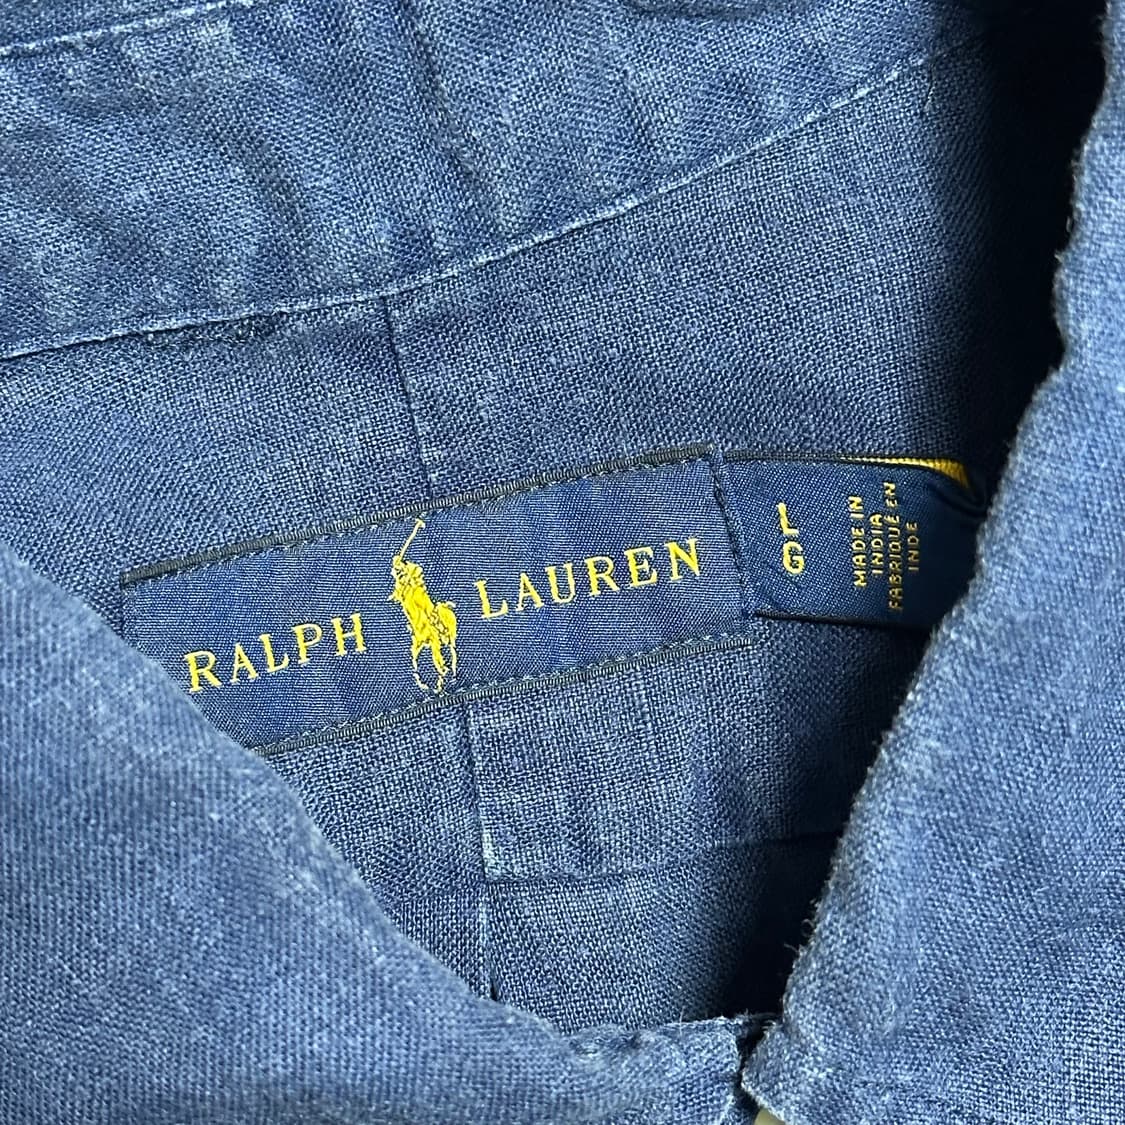 RALPH LAUREN
L
G
MADE IN
INDIA
FABRIQUÉ EN
INDE